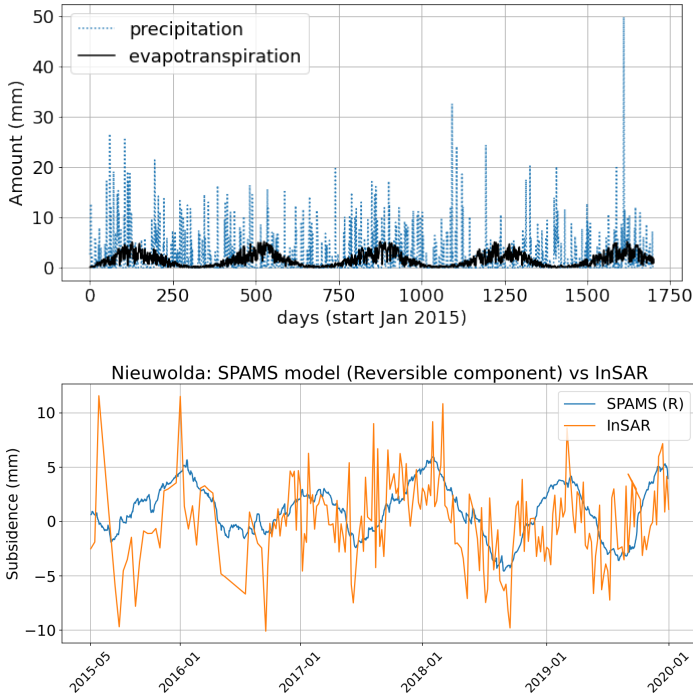 50
40
30
20
10
0
Amount (mm)
precipitation
evapotranspiration
0 250 500 750 1000 1250 1500 1750
days (start Jan 2015)
Nieuwolda: SPAMS model (Reversible component) vs InSAR
10
5
0
−5
−10
Subsidence (mm)
SPAMS (R)
InSAR
2015-05 2016-01 2017-01 2018-01 2019-01 2020-01